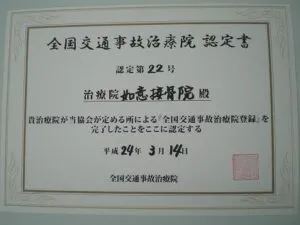 全国交通事故治療院 認定書
認定第22号
治療院 如意接骨院 殿
貴治療院が当協会が定める所による『全国交通事故治療院登録』を
完了したことをここに認定する
平成 24年 3月 14日
全国交通事故治療院